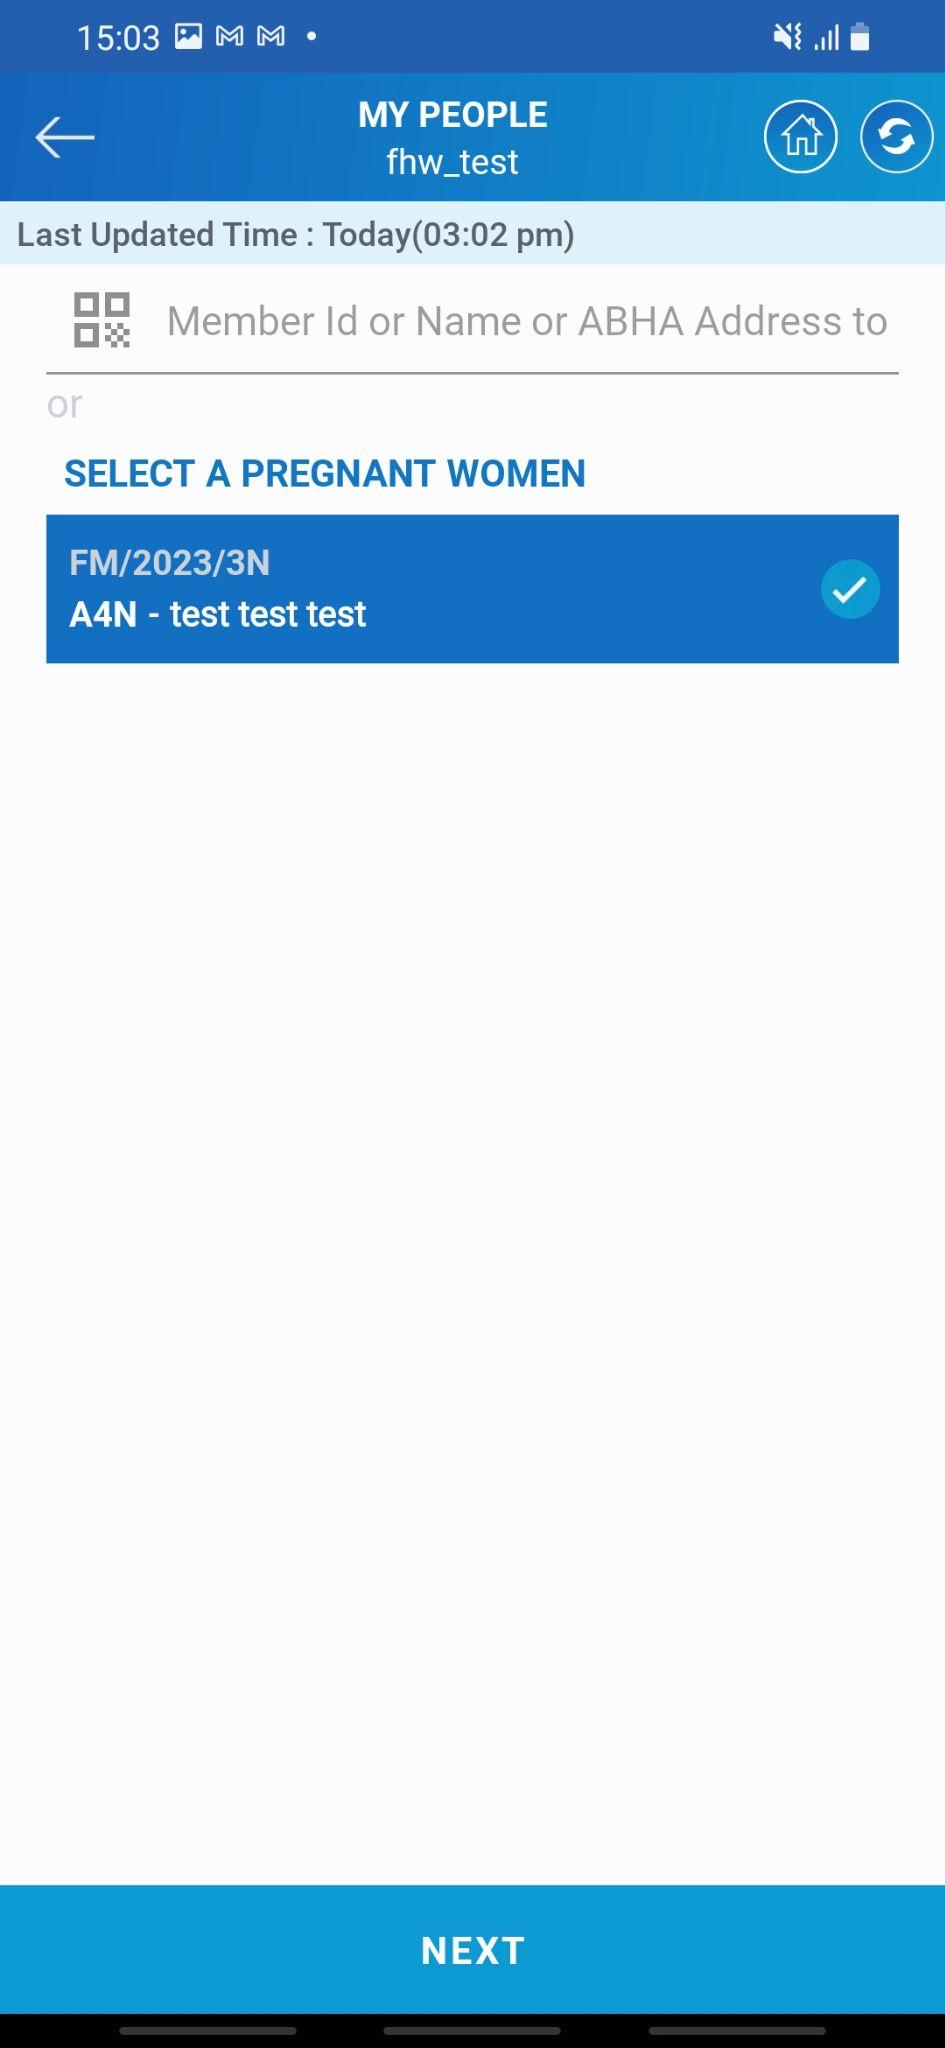 15:03
MY PEOPLE
fhw_test
Last Updated Time : Today(03:02 pm)
Member Id or Name or ABHA Address to
or
SELECT A PREGNANT WOMEN
FM/2023/3N
A4N - test test test
NEXT